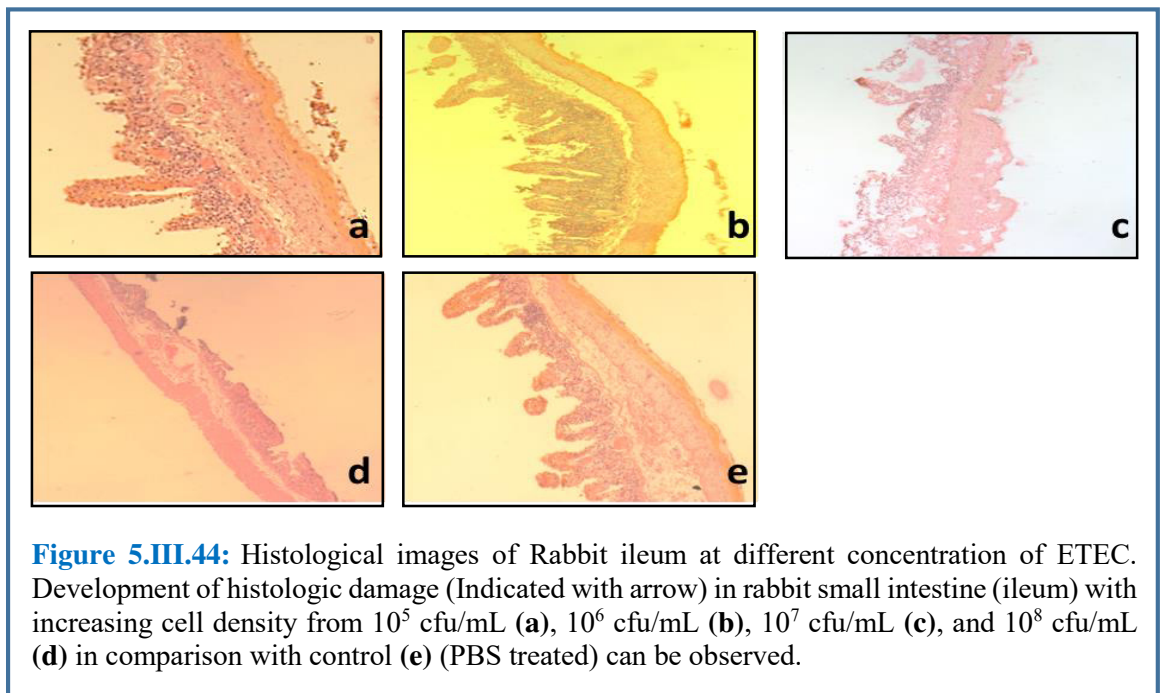 a
b
c
d
e
Figure 5.III.44: Histological images of Rabbit ileum at different concentration of ETEC.
Development of histologic damage (Indicated with arrow) in rabbit small intestine (ileum) with
increasing cell density from 10⁵ cfu/mL (a), 10⁶ cfu/mL (b), 10⁷ cfu/mL (c), and 10⁸ cfu/mL
(d) in comparison with control (e) (PBS treated) can be observed.